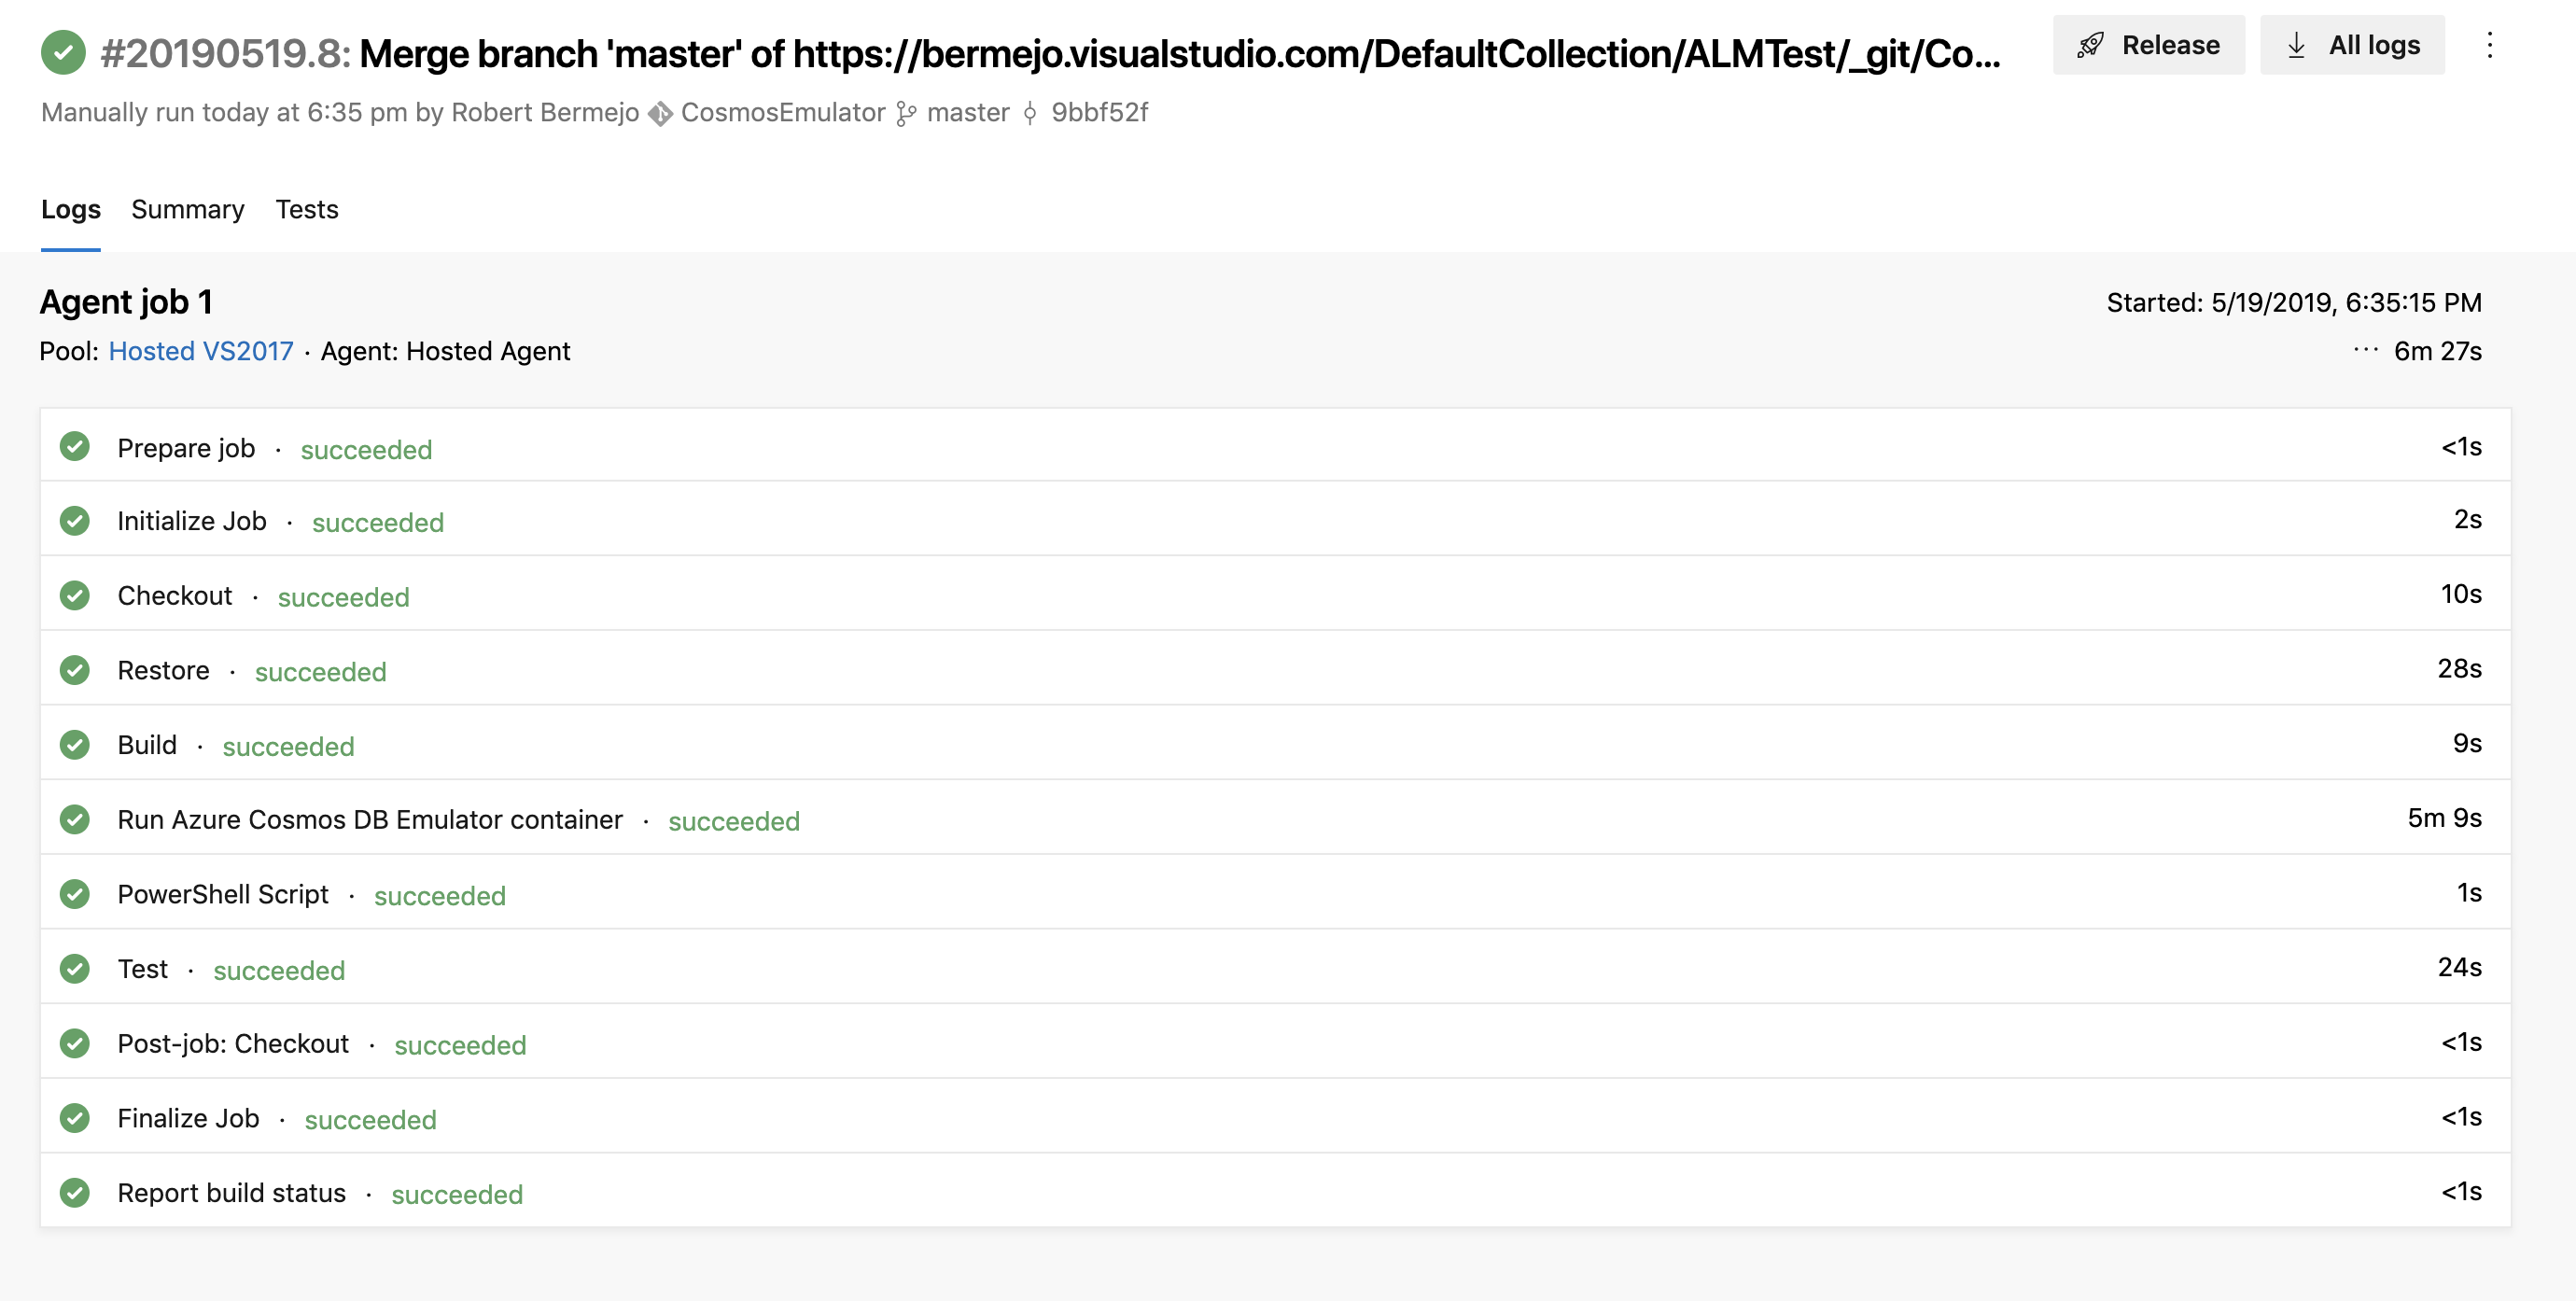 #20190519.8: Merge branch 'master' of https://bermejo.visualstudio.com/DefaultCollection/ALMTest/_git/Co...
Release
All logs
Manually run today at 6:35 pm by Robert Bermejo CosmosEmulator master 9bbf52f
Logs Summary Tests
Agent job 1
Started: 5/19/2019, 6:35:15 PM
Pool: Hosted VS2017 · Agent: Hosted Agent
··· 6m 27s
Prepare job · succeeded <1s
Initialize Job · succeeded 2s
Checkout · succeeded 10s
Restore · succeeded 28s
Build · succeeded 9s
Run Azure Cosmos DB Emulator container · succeeded 5m 9s
PowerShell Script · succeeded 1s
Test · succeeded 24s
Post-job: Checkout · succeeded <1s
Finalize Job · succeeded <1s
Report build status · succeeded <1s